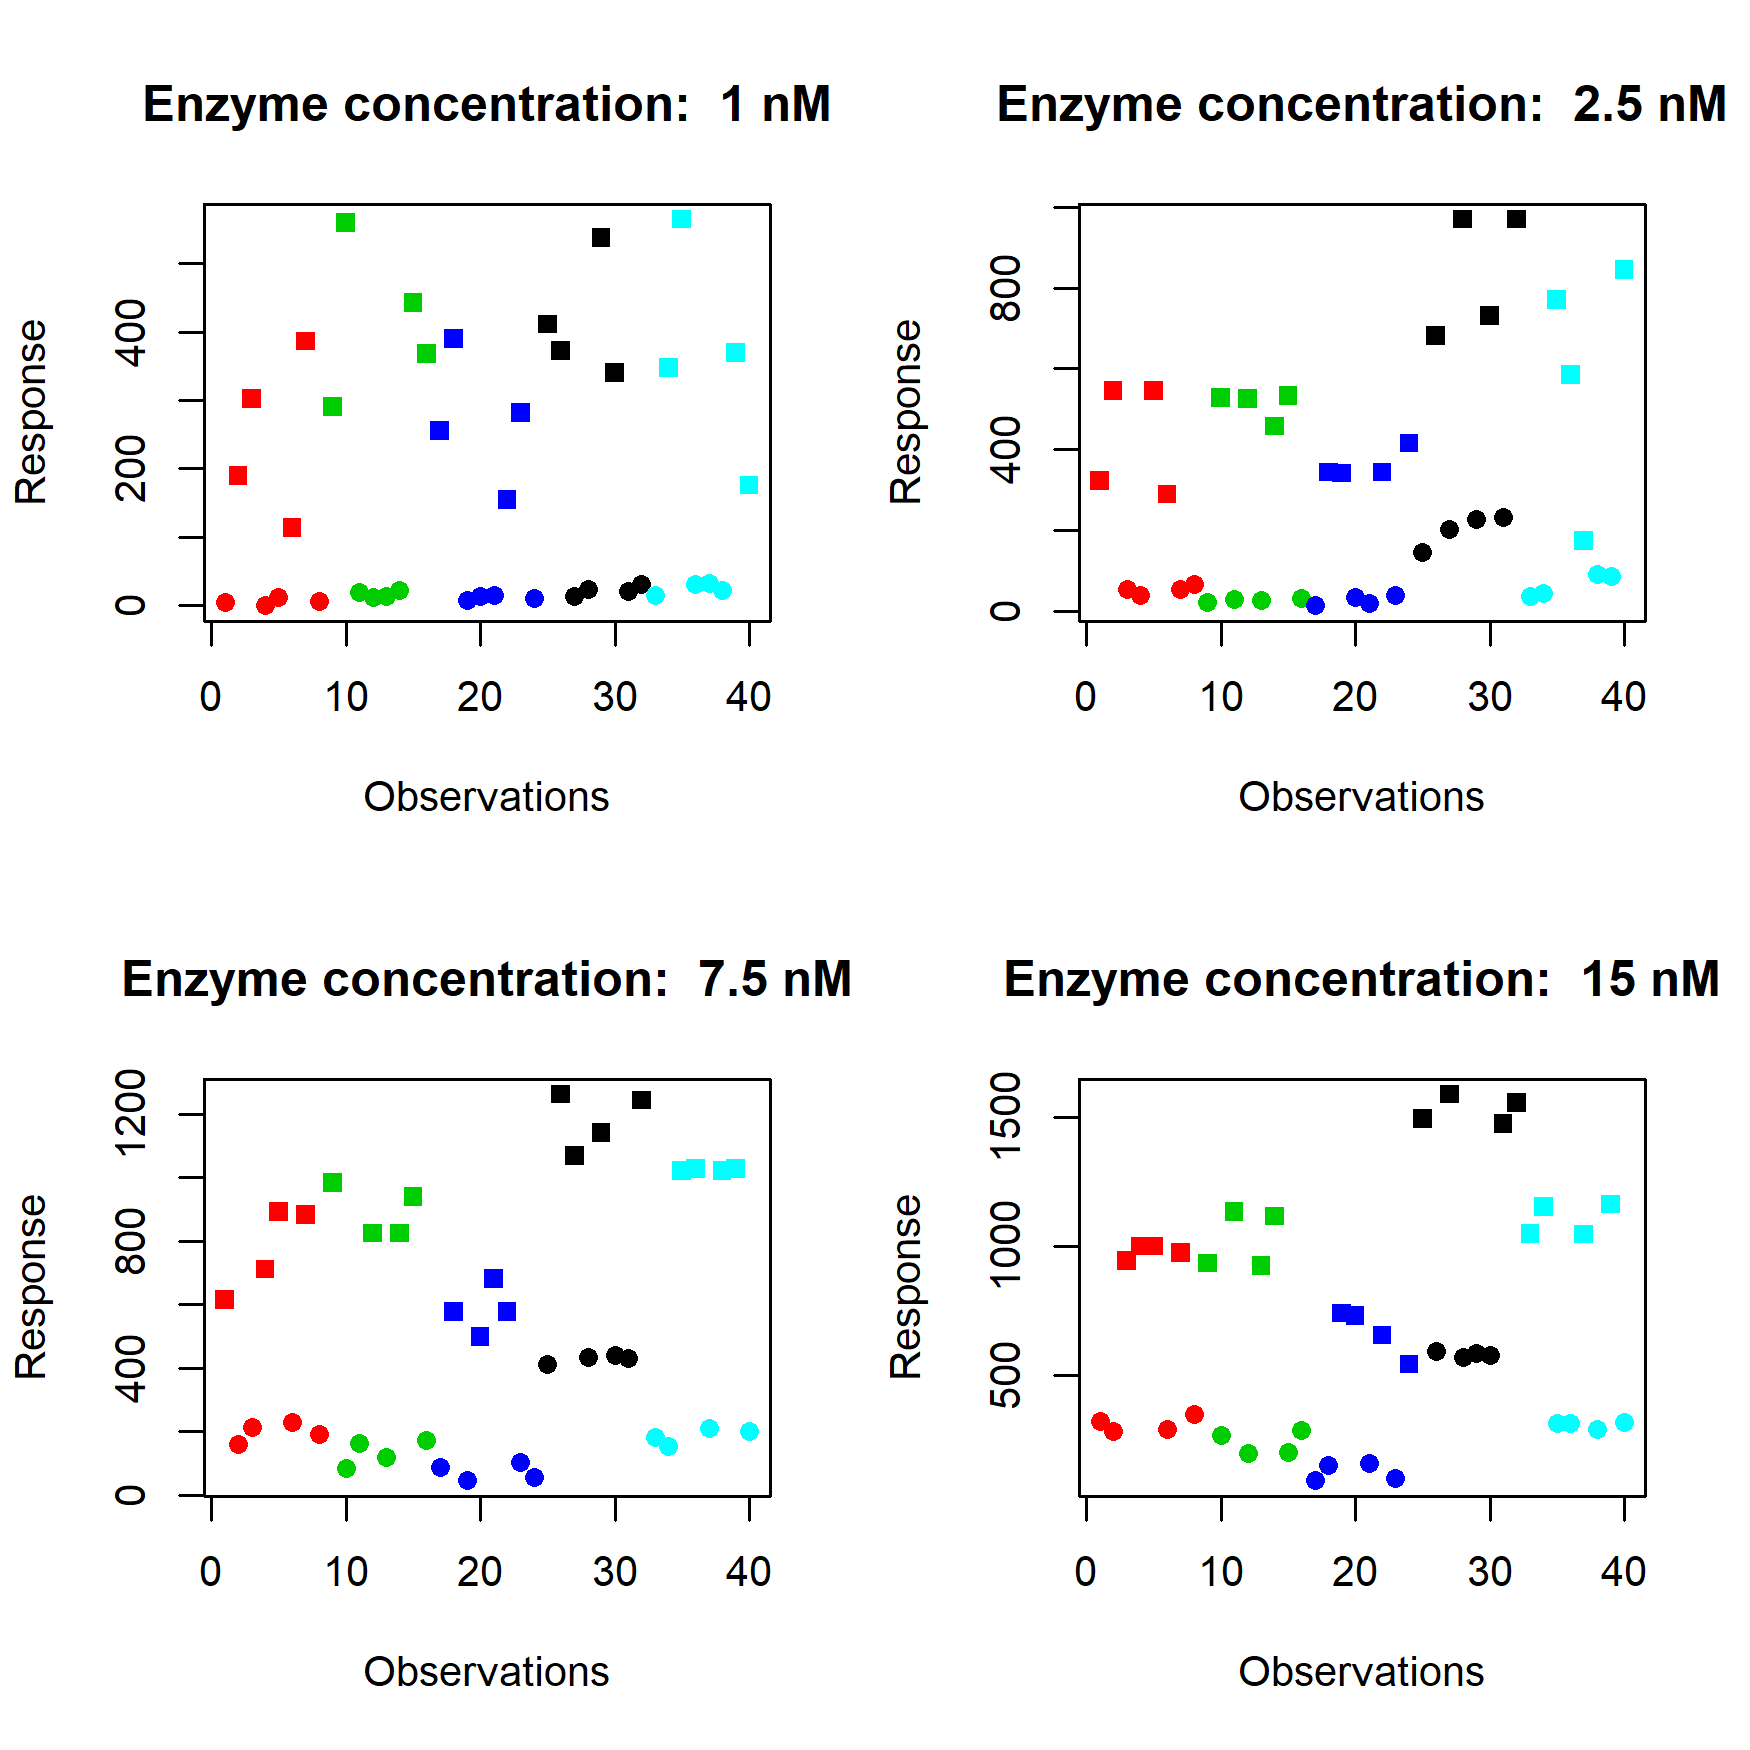 Enzyme concentration:  1 nM
Response
400
200
0
0 10 20 30 40
Observations
Enzyme concentration:  2.5 nM
Response
800
400
0
0 10 20 30 40
Observations
Enzyme concentration:  7.5 nM
Response
1200
800
400
0
0 10 20 30 40
Observations
Enzyme concentration:  15 nM
Response
1500
1000
500
0 10 20 30 40
Observations